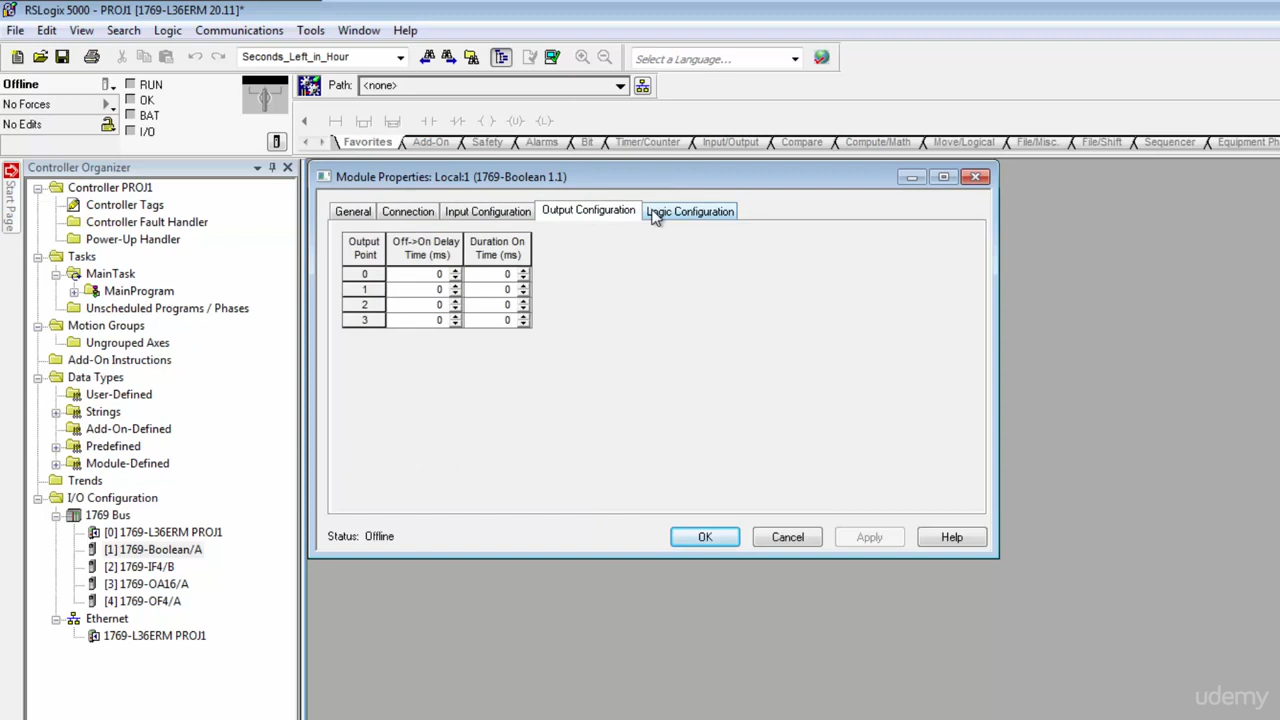 RSLogix 5000 - PROJ1 [1769-L36ERM 20.11]*
File Edit View Search Logic Communications Tools Window Help
Seconds_Left_in_Hour
Select a Language...
Offline
RUN
Path: <none>
No Forces
OK
BAT
No Edits
I/O
Favorites Add-On Safety Alarms Bit Timer/Counter Input/Output Compare Compute/Math Move/Logical File/Misc. File/Shift Sequencer Equipment Ph
Start Page
Controller Organizer
Controller PROJ1
Controller Tags
Controller Fault Handler
Power-Up Handler
Tasks
MainTask
MainProgram
Unscheduled Programs / Phases
Motion Groups
Ungrouped Axes
Add-On Instructions
Data Types
User-Defined
Strings
Add-On-Defined
Predefined
Module-Defined
Trends
I/O Configuration
1769 Bus
[0] 1769-L36ERM PROJ1
[1] 1769-Boolean/A
[2] 1769-IF4/B
[3] 1769-OA16/A
[4] 1769-OF4/A
Ethernet
1769-L36ERM PROJ1
Module Properties: Local:1 (1769-Boolean 1.1)
General Connection Input Configuration Output Configuration Logic Configuration
Output Point Off->On Delay Time (ms) Duration On Time (ms)
0 0 0
1 0 0
2 0 0
3 0 0
Status: Offline
OK Cancel Apply Help
udemy